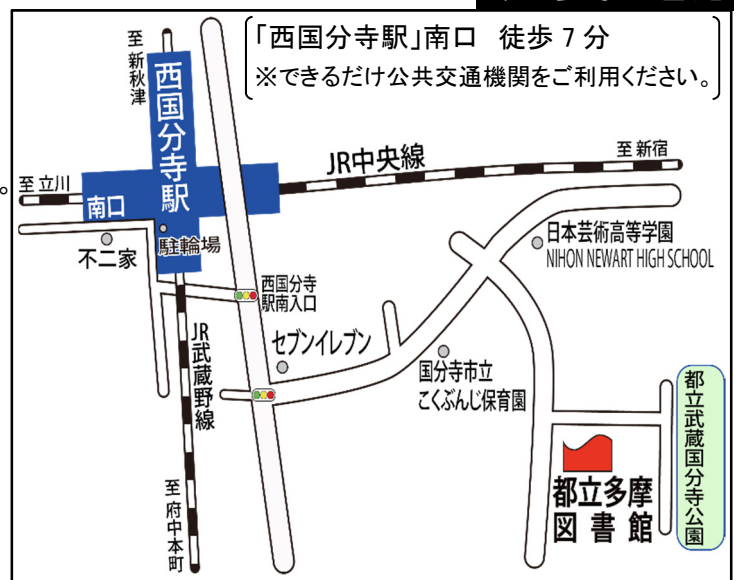 「西国分寺駅」南口 徒歩 7 分
※できるだけ公共交通機関をご利用ください。
至 新秋津
西国分寺駅
JR中央線
至 新宿
至 立川
。
南口
駐輪場
不二家
日本芸術高等学園
NIHON NEWART HIGH SCHOOL
西国分寺
駅南入口
セブンイレブン
JR武蔵野線
国分寺市立
こくぶんじ保育園
都立武蔵国分寺公園
都立多摩
図書館
至 府中本町